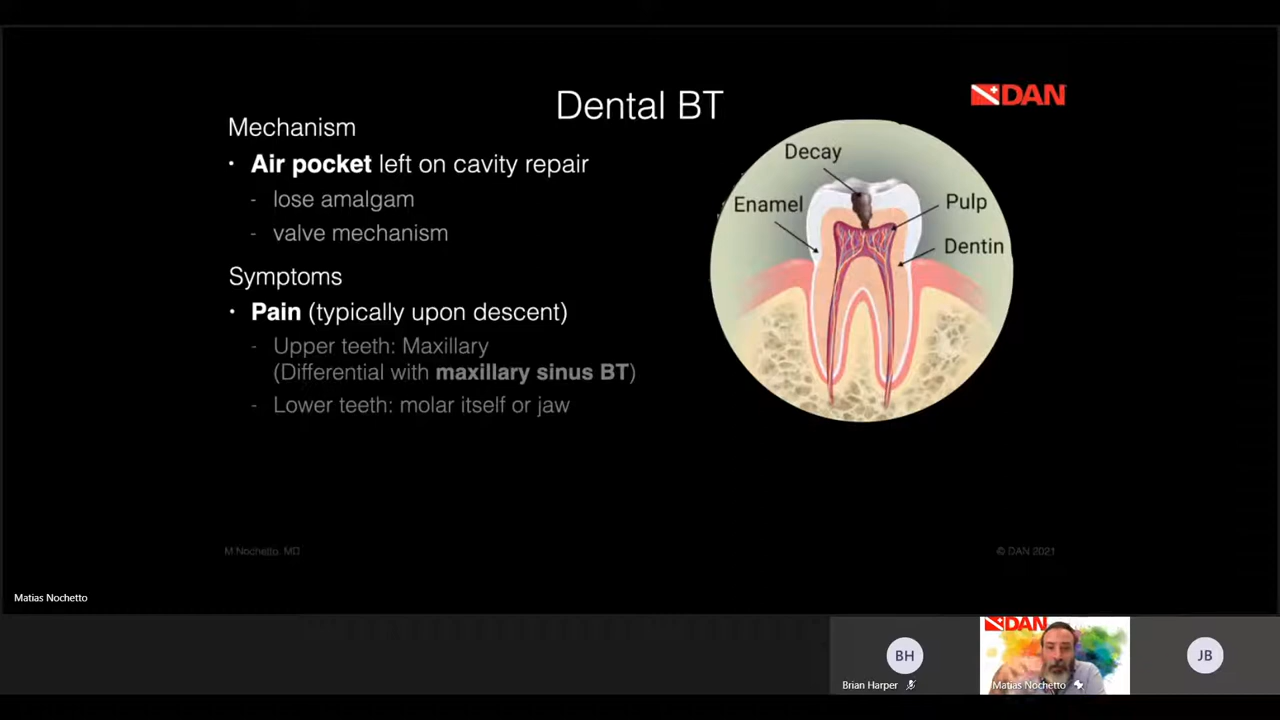 Dental BT
DAN
Mechanism
• Air pocket left on cavity repair
- lose amalgam
- valve mechanism
Symptoms
• Pain (typically upon descent)
- Upper teeth: Maxillary
(Differential with maxillary sinus BT)
- Lower teeth: molar itself or jaw
Decay
Enamel
Pulp
Dentin
M Nochetto, MD
© DAN 2021
Matias Nochetto
BH
Brian Harper
DAN
Matias Nochetto
JB